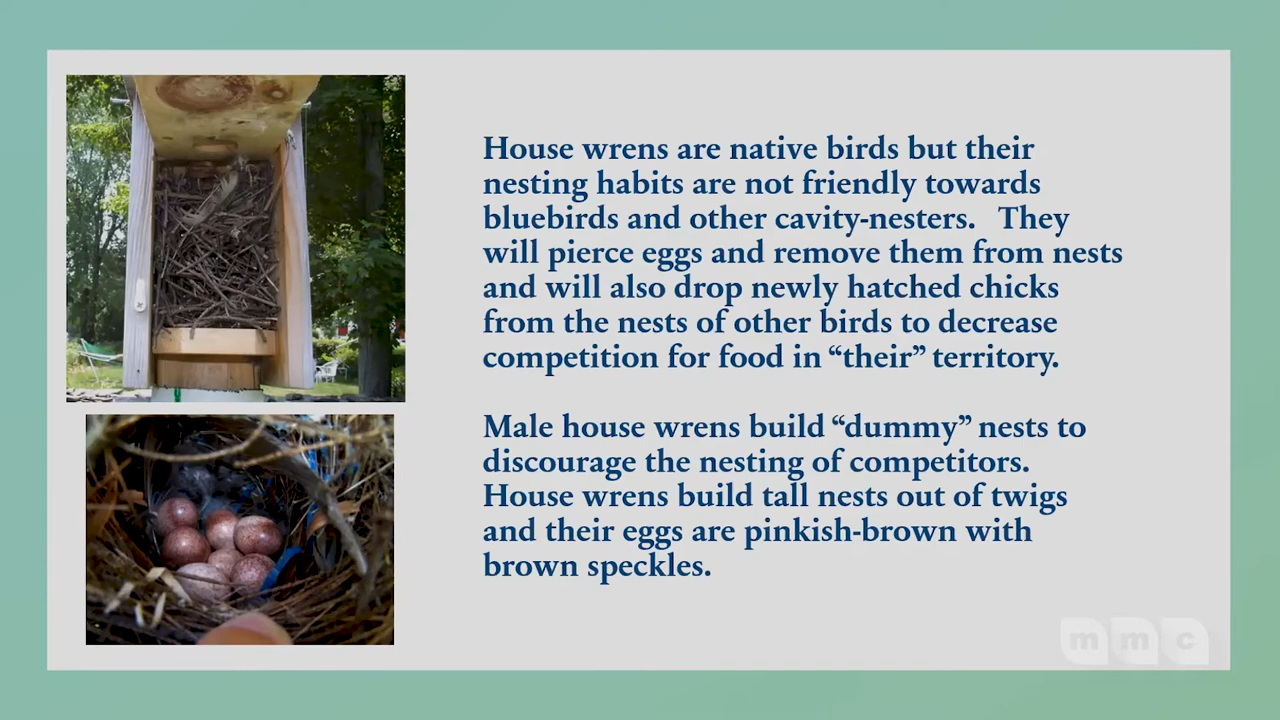 House wrens are native birds but their
nesting habits are not friendly towards
bluebirds and other cavity-nesters.   They
will pierce eggs and remove them from nests
and will also drop newly hatched chicks
from the nests of other birds to decrease
competition for food in “their” territory.
Male house wrens build “dummy” nests to
discourage the nesting of competitors.
House wrens build tall nests out of twigs
and their eggs are pinkish-brown with
brown speckles.
mmc